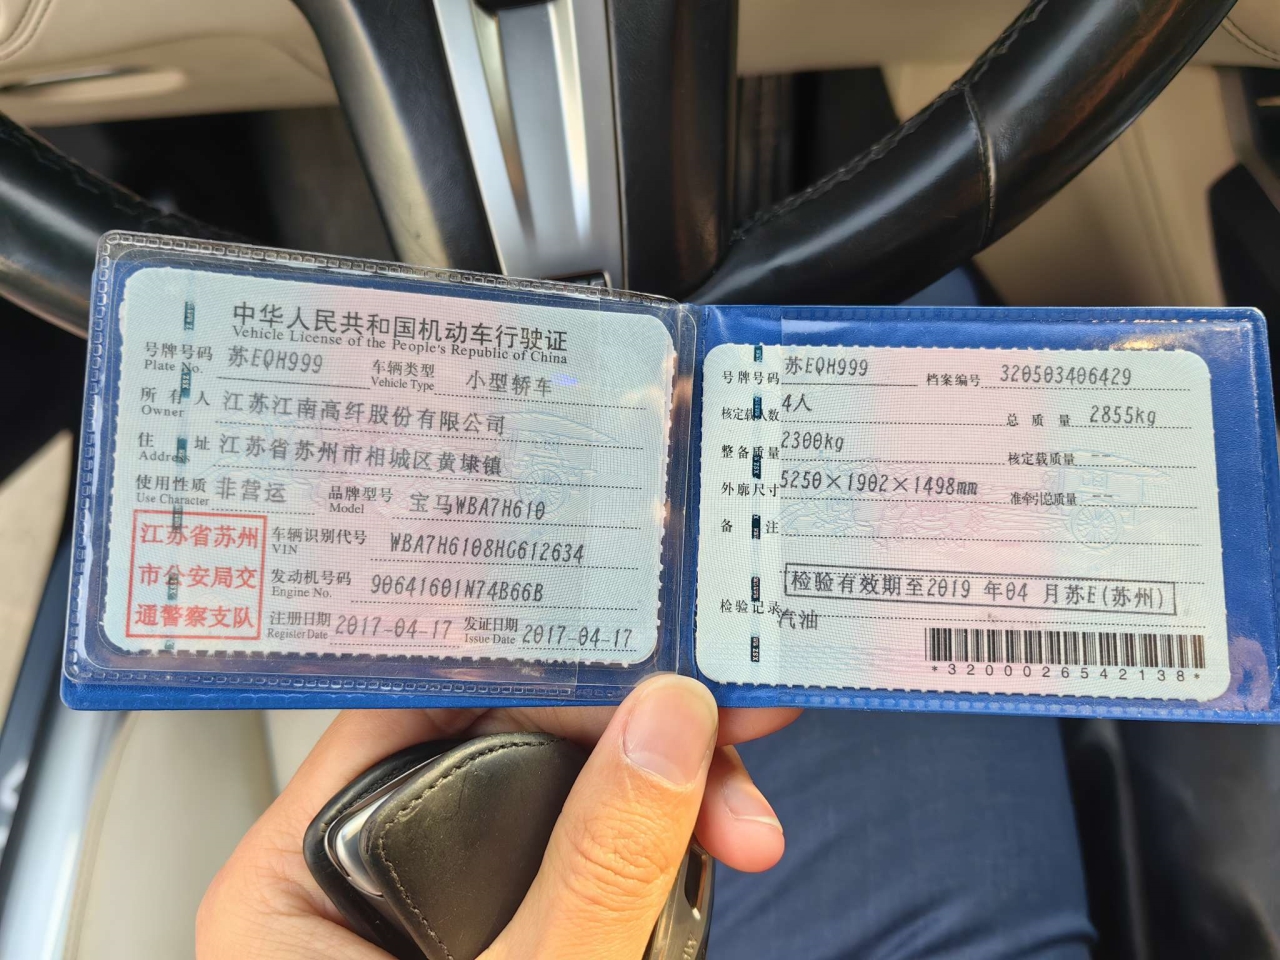 中华人民共和国机动车行驶证
Vehicle License of the People's Republic of China
号牌号码 苏EQH999 车辆类型 小型轿车
Plate No. Vehicle Type
所有人 江苏江南高纤股份有限公司
Owner
住址 江苏省苏州市相城区黄埭镇
Address
使用性质 非营运 品牌型号 宝马WBA7H610
Use Character Model
江苏省苏州
市公安局交
通警察支队
车辆识别代号 WBA7H6108HG612634
VIN
发动机号码 90641601N74B66B
Engine No.
注册日期 2017-04-17 发证日期 2017-04-17
Register Date Issue Date
号牌号码 苏EQH999 档案编号 320503406429
核定载人数 4人 总质量 2855kg
整备质量 2300kg 核定载质量 --
外廓尺寸 5250×1902×1498mm 准牵引总质量 --
备注
检验有效期至2019年04月苏E(苏州)
检验记录
汽油
*3200026542138*